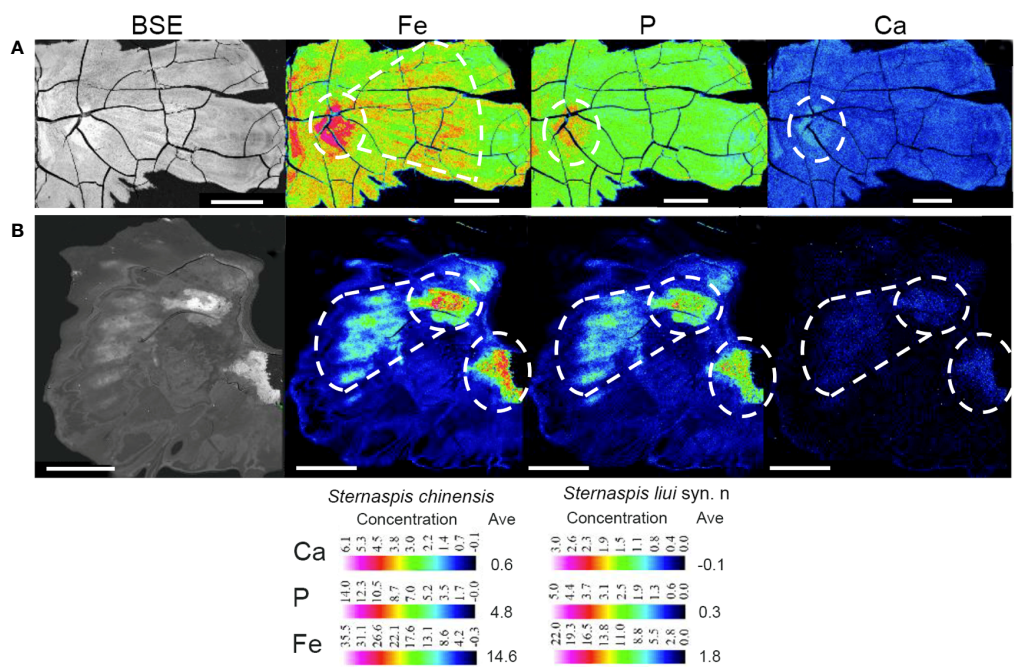 BSE Fe P Ca
A
B
Sternaspis chinensis Sternaspis liui syn. n
Concentration Ave Concentration Ave
Ca 6.1 5.3 4.5 3.8 3.0 2.2 1.4 0.7 -0.1 0.6 3.0 2.6 2.3 1.9 1.5 1.1 0.8 0.4 0.0 -0.1
P 14.0 12.3 10.5 8.7 7.0 5.2 3.5 1.7 -0.0 4.8 5.0 4.4 3.7 3.1 2.5 1.9 1.3 0.6 0.0 0.3
Fe 35.5 31.1 26.6 22.1 17.6 13.1 8.6 4.2 -0.3 14.6 22.0 19.3 16.5 13.8 11.0 8.8 5.5 2.8 0.0 1.8